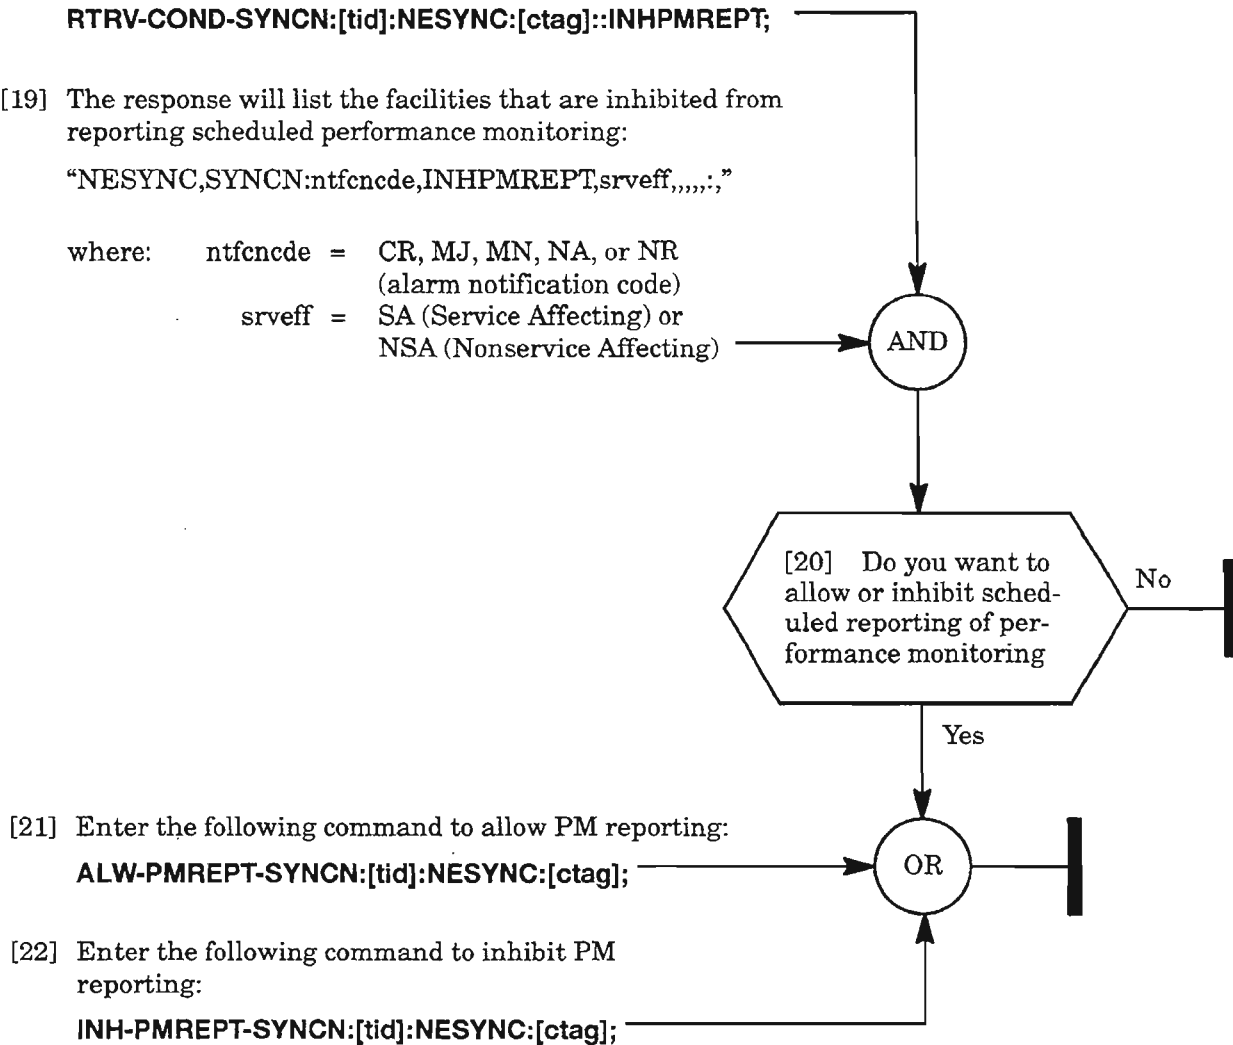 RTRV-COND-SYNCN:[tid]:NESYNC:[ctag]::INHPMREPT;
[19] The response will list the facilities that are inhibited from
reporting scheduled performance monitoring:
“NESYNC,SYNCN:ntfcncde,INHPMREPT,srveff,,,,,:,”
where: ntfcncde = CR, MJ, MN, NA, or NR
(alarm notification code)
srveff = SA (Service Affecting) or
NSA (Nonservice Affecting)
AND
[20] Do you want to
allow or inhibit sched-
uled reporting of per-
formance monitoring
No
Yes
[21] Enter the following command to allow PM reporting:
ALW-PMREPT-SYNCN:[tid]:NESYNC:[ctag];
OR
[22] Enter the following command to inhibit PM
reporting:
INH-PMREPT-SYNCN:[tid]:NESYNC:[ctag];